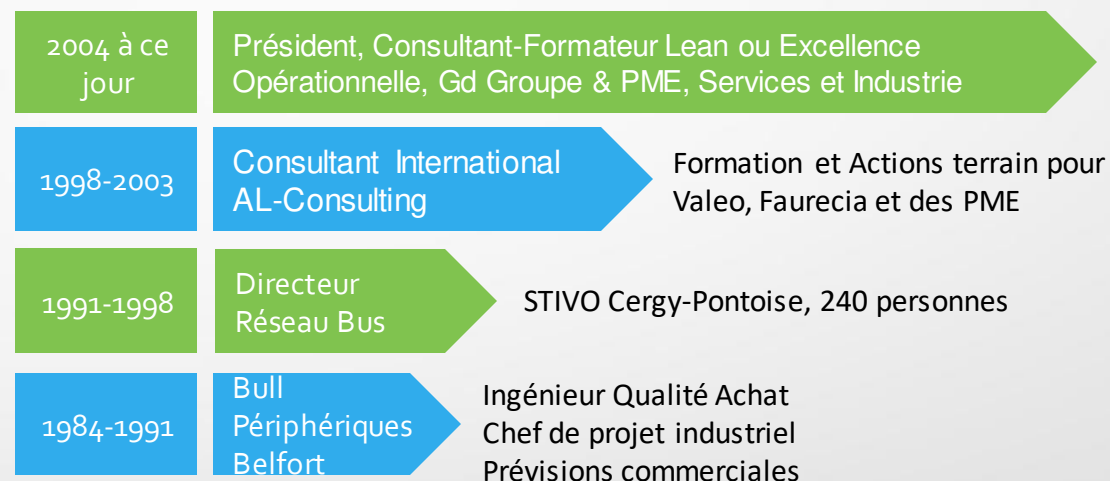 2004 à ce
jour
Président, Consultant-Formateur Lean ou Excellence
Opérationnelle, Gd Groupe & PME, Services et Industrie
1998-2003
Consultant International
AL-Consulting
Formation et Actions terrain pour
Valeo, Faurecia et des PME
1991-1998
Directeur
Réseau Bus
STIVO Cergy-Pontoise, 240 personnes
1984-1991
Bull
Périphériques
Belfort
Ingénieur Qualité Achat
Chef de projet industriel
Prévisions commerciales